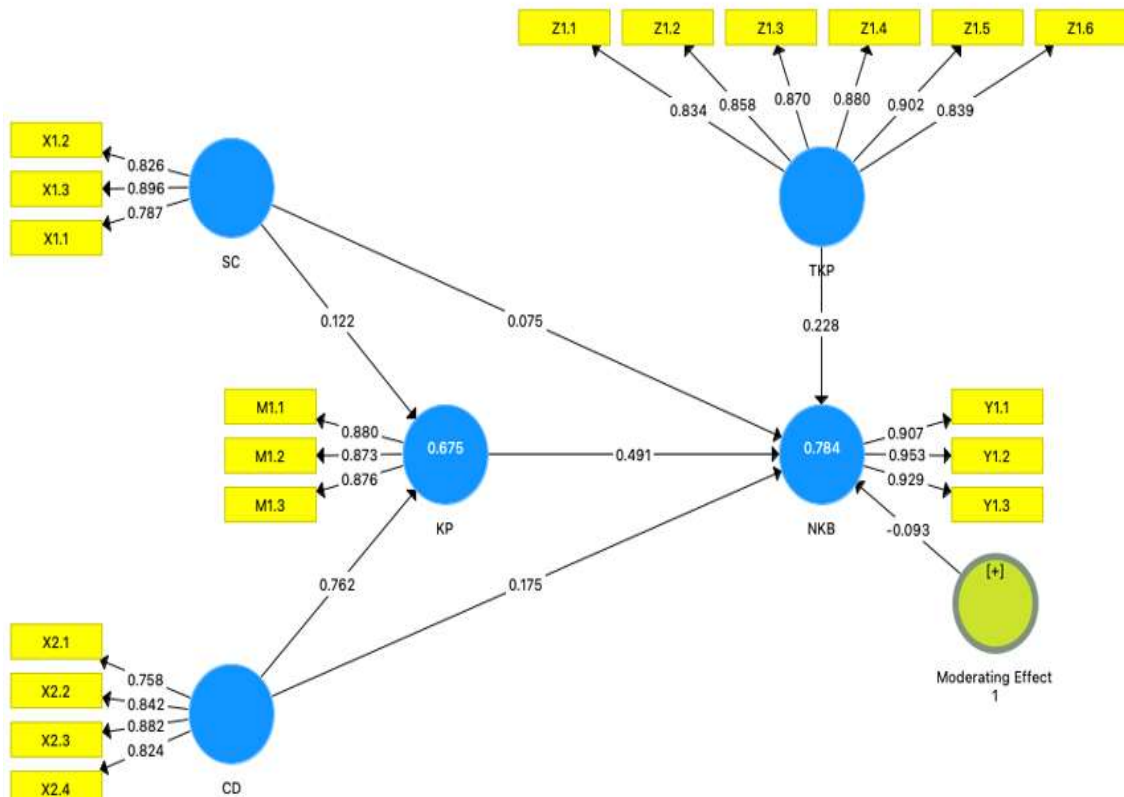 Z1.1 Z1.2 Z1.3 Z1.4 Z1.5 Z1.6
0.834 0.858 0.870 0.880 0.902 0.839
TKP
0.228
X1.2
X1.3
X1.1
0.826
0.896
0.787
SC
0.122
0.075
M1.1
M1.2
M1.3
0.880
0.873
0.876
0.675
KP
0.491
0.784
NKB
0.907
0.953
0.929
Y1.1
Y1.2
Y1.3
-0.093
[+]
Moderating Effect
1
0.762
0.175
X2.1
X2.2
X2.3
X2.4
0.758
0.842
0.882
0.824
CD